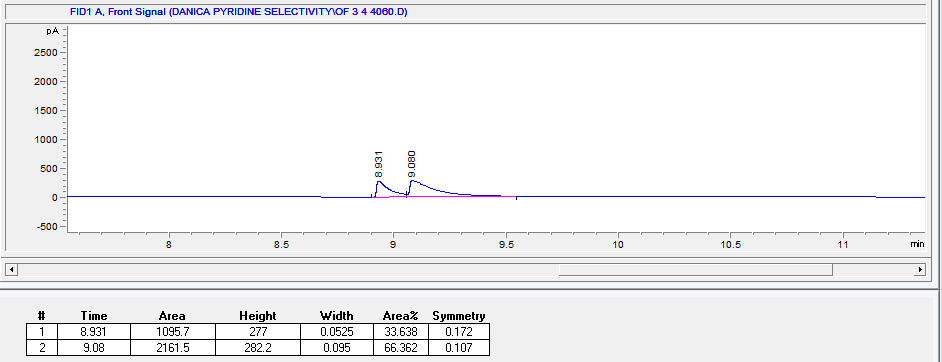 FID1 A, Front Signal (DANICA PYRIDINE SELECTIVITY\OF 3 4 4060.D)
pA
2500
2000
1500
1000
500
0
-500
8.931
9.080
8 8.5 9 9.5 10 10.5 11 min
# Time Area Height Width Area% Symmetry
1 8.931 1095.7 277 0.0525 33.638 0.172
2 9.08 2161.5 282.2 0.095 66.362 0.107